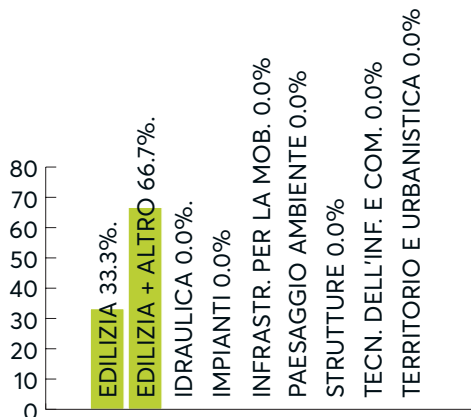 80
70
60
50
40
30
20
10
0
EDILIZIA 33.3%.
EDILIZIA + ALTRO 66.7%.
IDRAULICA 0.0%.
IMPIANTI 0.0%
INFRASTR. PER LA MOB. 0.0%
PAESAGGIO AMBIENTE 0.0%
STRUTTURE 0.0%
TECN. DELL'INF. E COM. 0.0%
TERRITORIO E URBANISTICA 0.0%